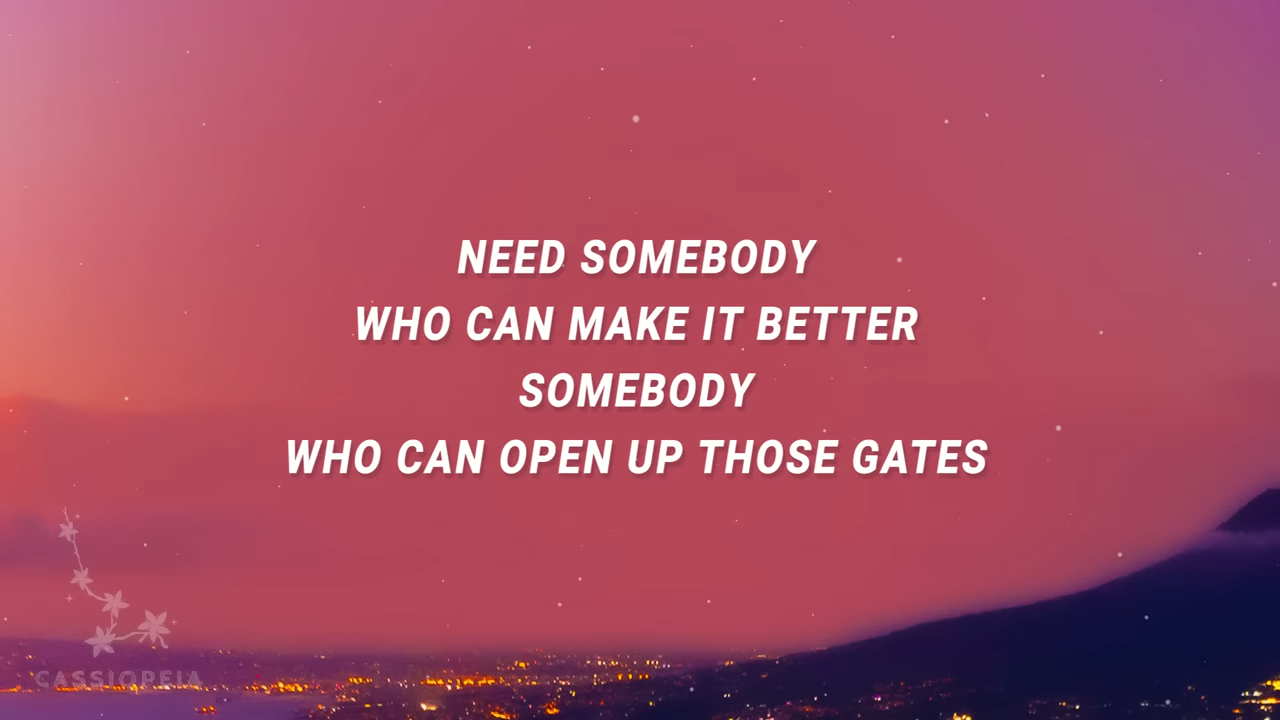 NEED SOMEBODY
WHO CAN MAKE IT BETTER
SOMEBODY
WHO CAN OPEN UP THOSE GATES
CASSIOPEIA